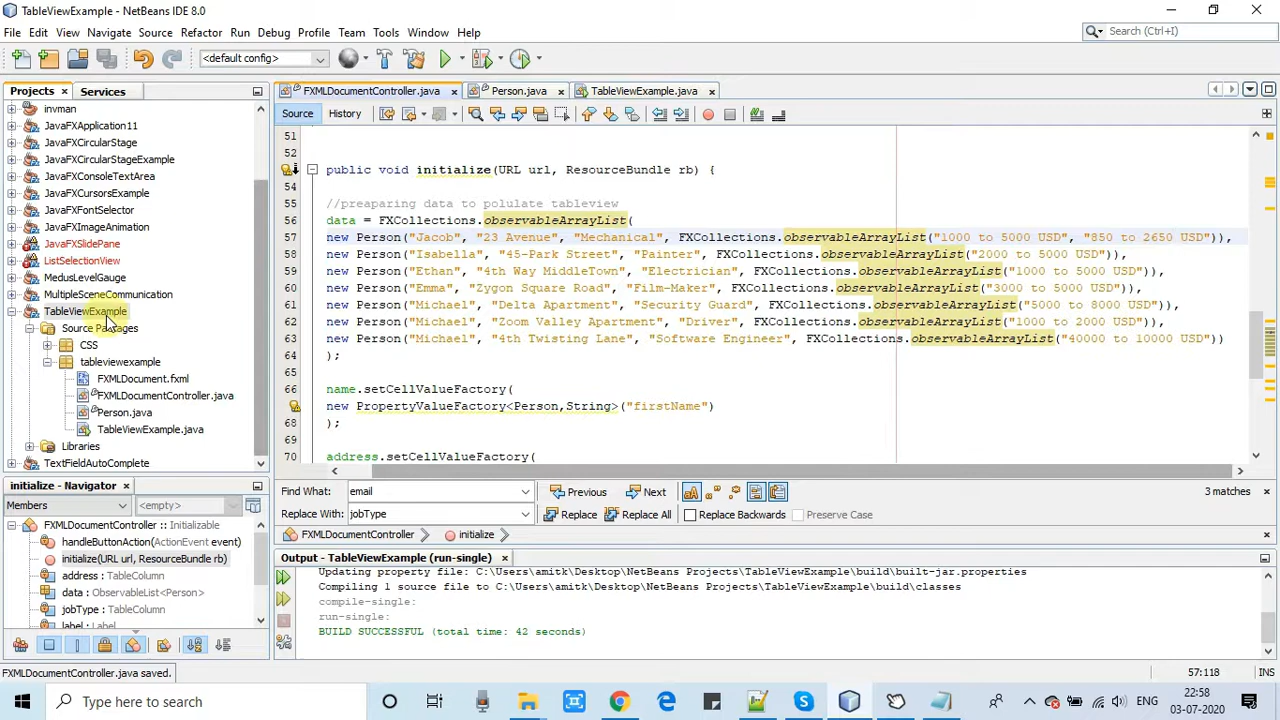 TableViewExample - NetBeans IDE 8.0
File Edit View Navigate Source Refactor Run Debug Profile Team Tools Window Help
Search (Ctrl+I)
<default config>
Projects Services
FXMLDocumentController.java Person.java TableViewExample.java
Source History
invman
JavaFXApplication11
JavaFXCircularStage
JavaFXCircularStageExample
JavaFXConsoleTextArea
JavaFXCursorsExample
JavaFXFontSelector
JavaFXImageAnimation
JavaFXSlidePane
ListSelectionView
MedusLevelGauge
MultipleSceneCommunication
TableViewExample
Source Packages
CSS
tableviewexample
FXMLDocument.fxml
FXMLDocumentController.java
Person.java
TableViewExample.java
Libraries
TextFieldAutoComplete
51
52
public void initialize(URL url, ResourceBundle rb) {
54
55 //preaparing data to polulate tableview
56 data = FXCollections.observableArrayList(
57 new Person("Jacob", "23 Avenue", "Mechanical", FXCollections.observableArrayList("1000 to 5000 USD", "850 to 2650 USD")),
58 new Person("Isabella", "45-Park Street", "Painter", FXCollections.observableArrayList("2000 to 5000 USD")),
59 new Person("Ethan", "4th Way MiddleTown", "Electrician", FXCollections.observableArrayList("1000 to 5000 USD")),
60 new Person("Emma", "Zygon Square Road", "Film-Maker", FXCollections.observableArrayList("3000 to 5000 USD")),
61 new Person("Michael", "Delta Apartment", "Security Guard", FXCollections.observableArrayList("5000 to 8000 USD")),
62 new Person("Michael", "Zoom Valley Apartment", "Driver", FXCollections.observableArrayList("1000 to 2000 USD")),
63 new Person("Michael", "4th Twisting Lane", "Software Engineer", FXCollections.observableArrayList("40000 to 10000 USD"))
64 );
65
66 name.setCellValueFactory(
new PropertyValueFactory<Person,String>("firstName")
68 );
69
70 address.setCellValueFactory(
Find What: email Previous Next 3 matches
Replace With: jobType Replace Replace All Replace Backwards Preserve Case
FXMLDocumentController initialize
initialize - Navigator
Members <empty>
FXMLDocumentController :: Initializable
handleButtonAction(ActionEvent event)
initialize(URL url, ResourceBundle rb)
address : TableColumn
data : ObservableList<Person>
jobType : TableColumn
label : Label
Output - TableViewExample (run-single)
Updating property file: C:\Users\amitk\Desktop\NetBeans Projects\TableViewExample\build\built-jar.properties
Compiling 1 source file to C:\Users\amitk\Desktop\NetBeans Projects\TableViewExample\build\classes
compile-single:
run-single:
BUILD SUCCESSFUL (total time: 42 seconds)
FXMLDocumentController.java saved.
57:118 INS
Type here to search
ENG
22:58
03-07-2020